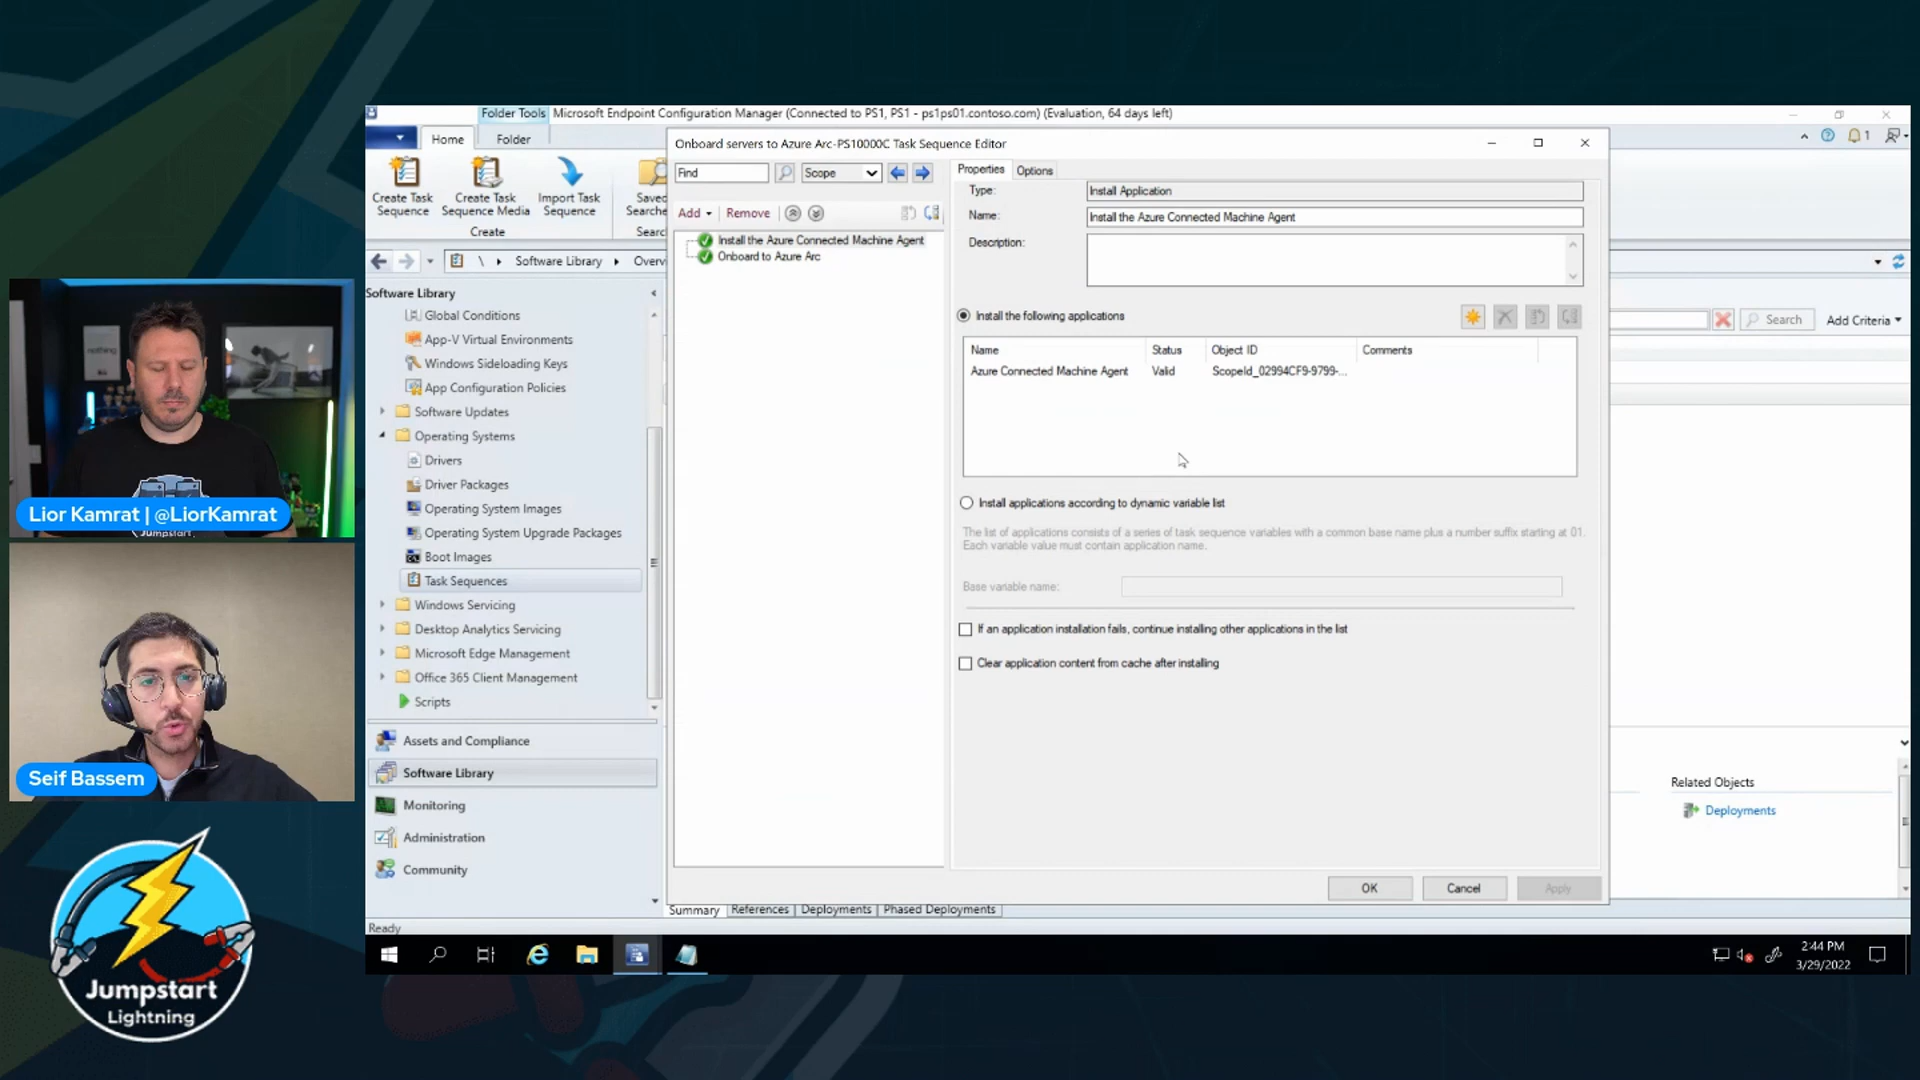 Folder Tools
Microsoft Endpoint Configuration Manager (Connected to PS1, PS1 - ps1ps01.contoso.com) (Evaluation, 64 days left)
Home
Folder
Create Task Sequence
Create Task Sequence Media
Import Task Sequence
Saved
Searche
Create
Searc
\ Software Library Overv
Software Library
Global Conditions
App-V Virtual Environments
Windows Sideloading Keys
App Configuration Policies
Software Updates
Operating Systems
Drivers
Driver Packages
Operating System Images
Operating System Upgrade Packages
Boot Images
Task Sequences
Windows Servicing
Desktop Analytics Servicing
Microsoft Edge Management
Office 365 Client Management
Scripts
Assets and Compliance
Software Library
Monitoring
Administration
Community
Ready
Onboard servers to Azure Arc-PS10000C Task Sequence Editor
Find
Scope
Add
Remove
Install the Azure Connected Machine Agent
Onboard to Azure Arc
Properties
Options
Type:
Install Application
Name:
Install the Azure Connected Machine Agent
Description:
Install the following applications
Name Status Object ID Comments
Azure Connected Machine Agent Valid ScopeId_02994CF9-9799-...
Install applications according to dynamic variable list
The list of applications consists of a series of task sequence variables with a common base name plus a number suffix starting at 01.
Each variable value must contain application name.
Base variable name:
If an application installation fails, continue installing other applications in the list
Clear application content from cache after installing
OK
Cancel
Apply
Summary
References
Deployments
Phased Deployments
1
Search
Add Criteria
Related Objects
Deployments
2:44 PM
3/29/2022
nothing
Lior Kamrat | @LiorKamrat
Jumpstart
Seif Bassem
Jumpstart
Lightning